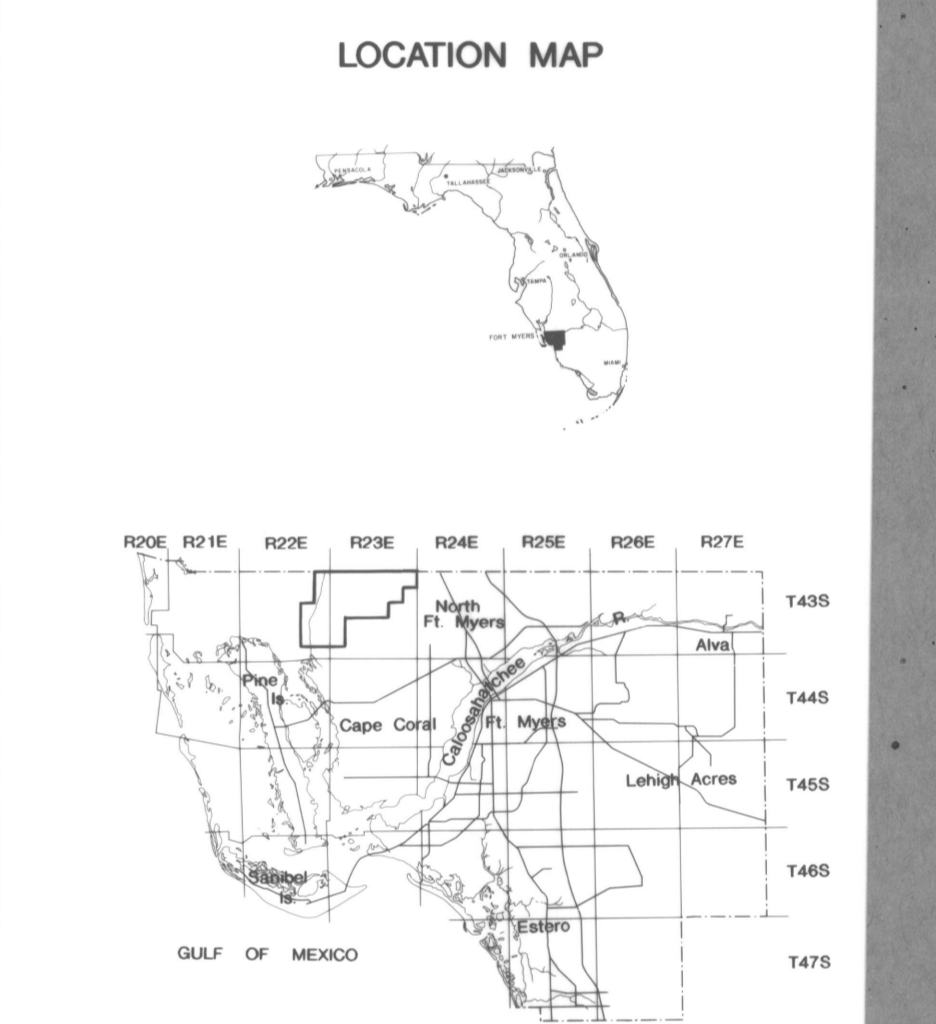 LOCATION MAP
PENSACOLA
TALLAHASSEE
JACKSONVILLE
ORLANDO
TAMPA
FORT MYERS
MIAMI
R20E R21E R22E R23E R24E R25E R26E R27E
T43S
North
Ft. Myers
R.
Alva
Pine
Is.
T44S
Cape Coral
Caloosahatchee
Ft. Myers
Lehigh Acres
T45S
Sanibel
Is.
T46S
Estero
GULF OF MEXICO
T47S